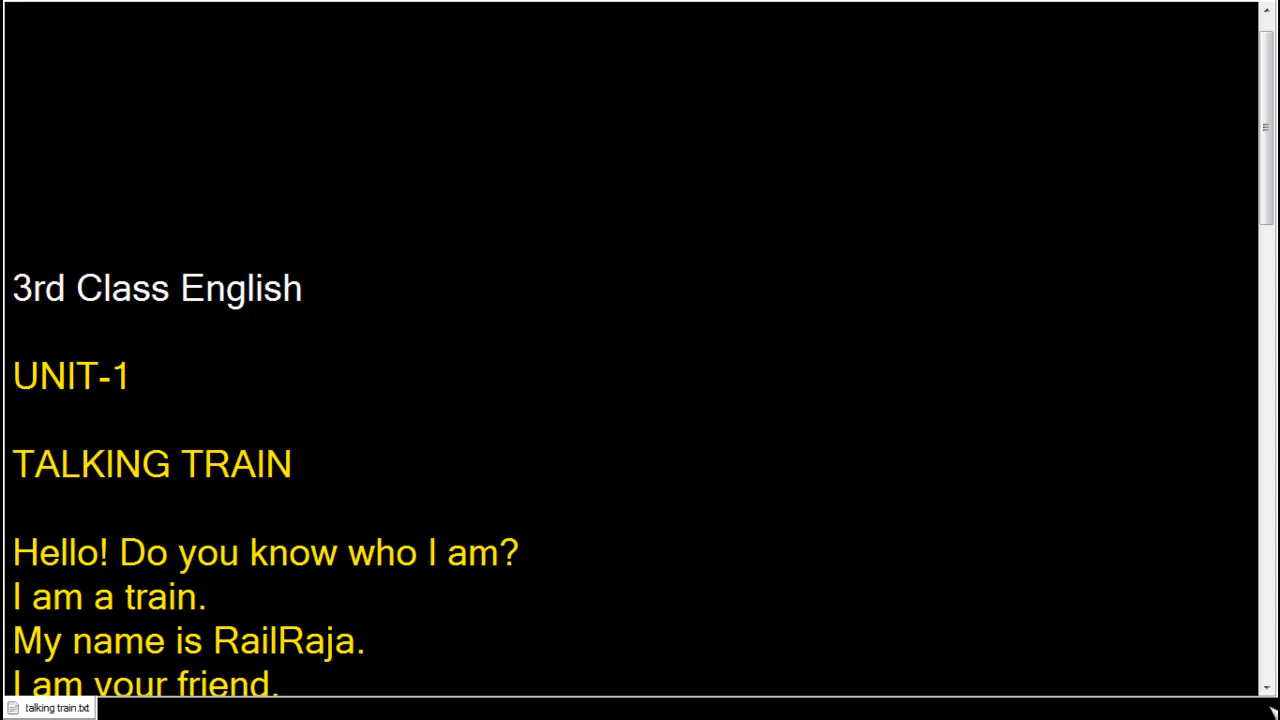 3rd Class English
UNIT-1
TALKING TRAIN
Hello! Do you know who I am?
I am a train.
My name is RailRaja.
I am your friend.
talking train.txt